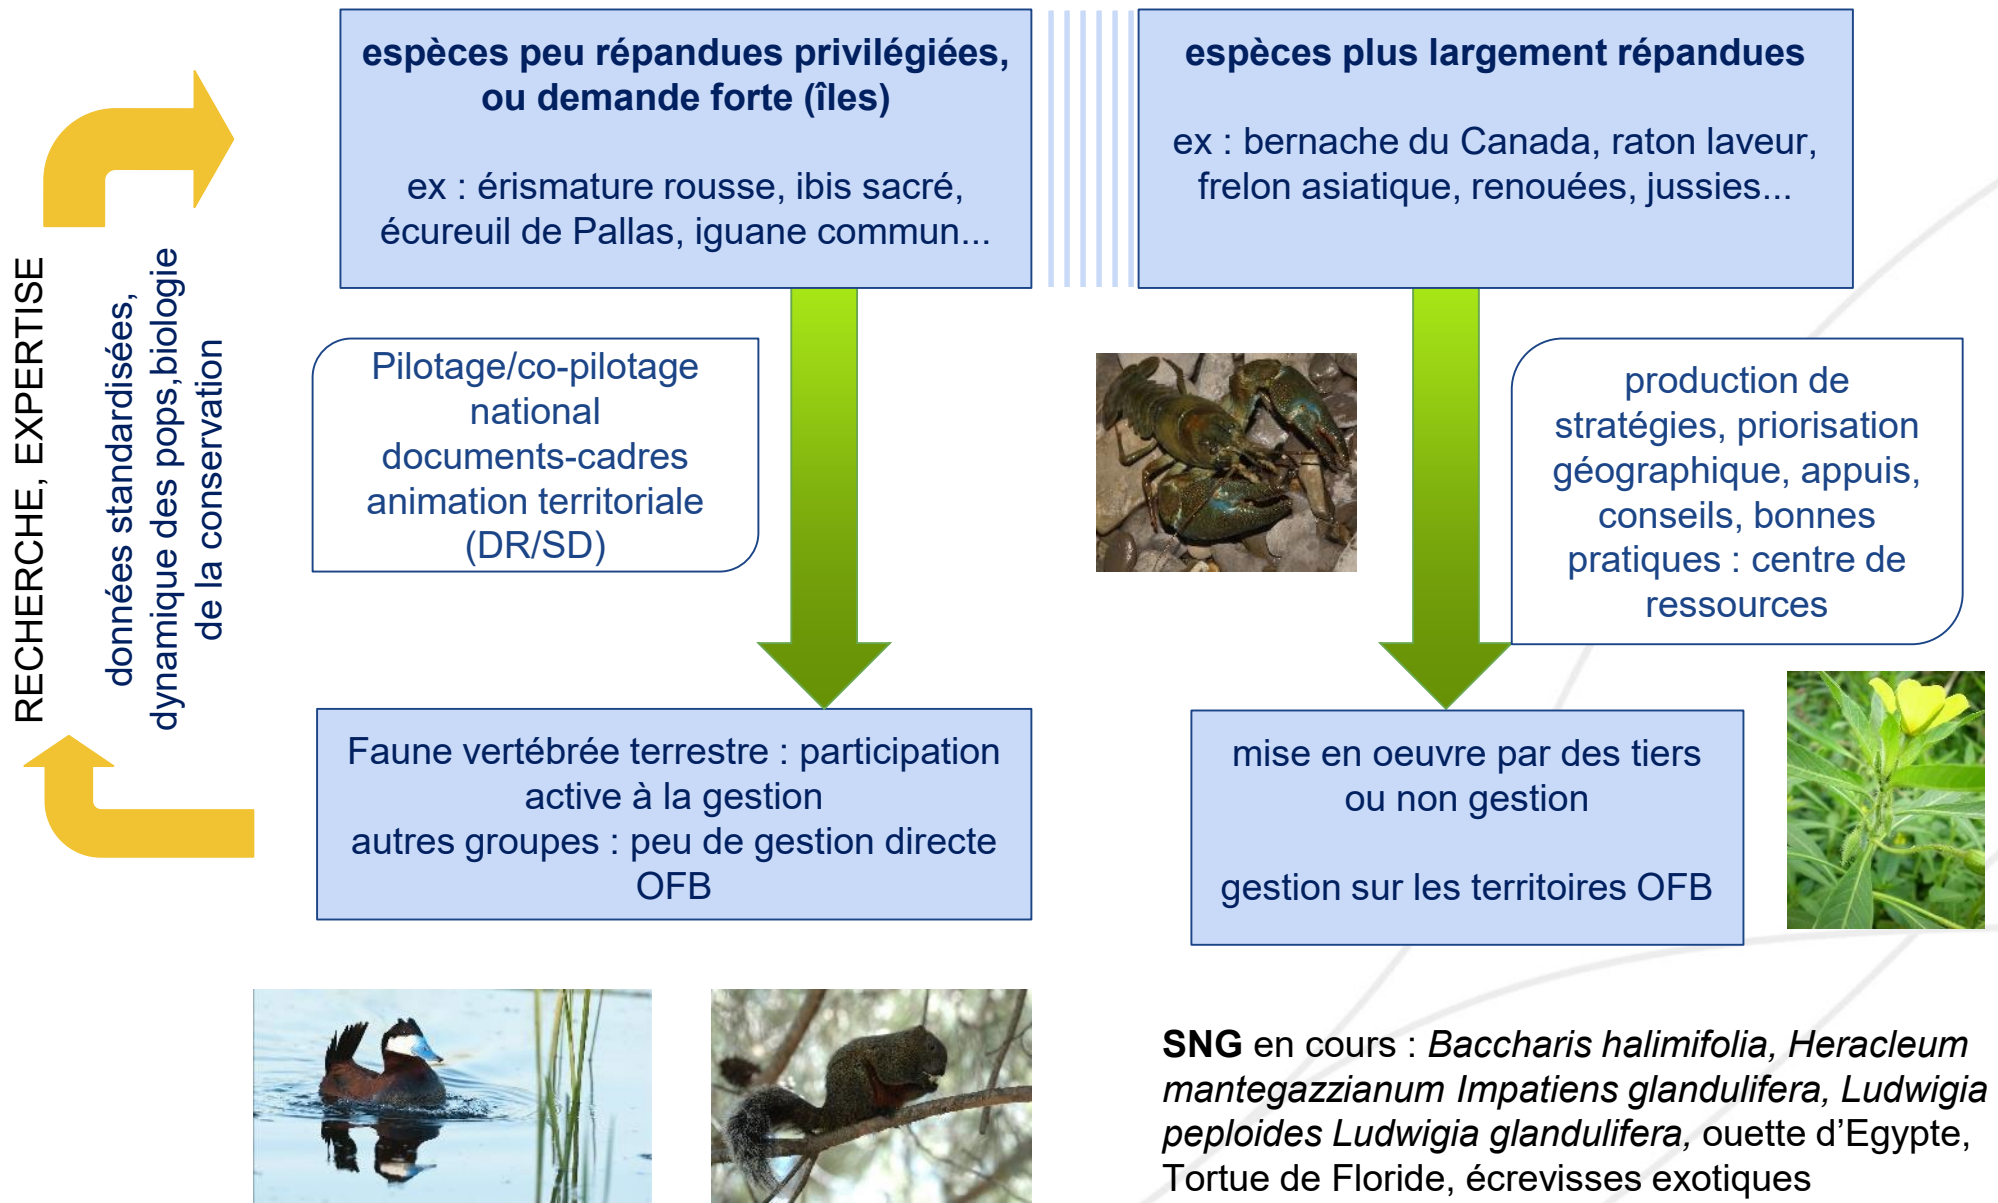 espèces peu répandues privilégiées,
ou demande forte (îles)
ex : érismature rousse, ibis sacré,
écureuil de Pallas, iguane commun...
espèces plus largement répandues
ex : bernache du Canada, raton laveur,
frelon asiatique, renouées, jussies...
RECHERCHE, EXPERTISE
données standardisées,
dynamique des pops,biologie
de la conservation
Pilotage/co-pilotage
national
documents-cadres
animation territoriale
(DR/SD)
production de
stratégies, priorisation
géographique, appuis,
conseils, bonnes
pratiques : centre de
ressources
Faune vertébrée terrestre : participation
active à la gestion
autres groupes : peu de gestion directe
OFB
mise en oeuvre par des tiers
ou non gestion
gestion sur les territoires OFB
SNG en cours : Baccharis halimifolia, Heracleum
mantegazzianum Impatiens glandulifera, Ludwigia
peploides Ludwigia glandulifera, ouette d'Egypte,
Tortue de Floride, écrevisses exotiques